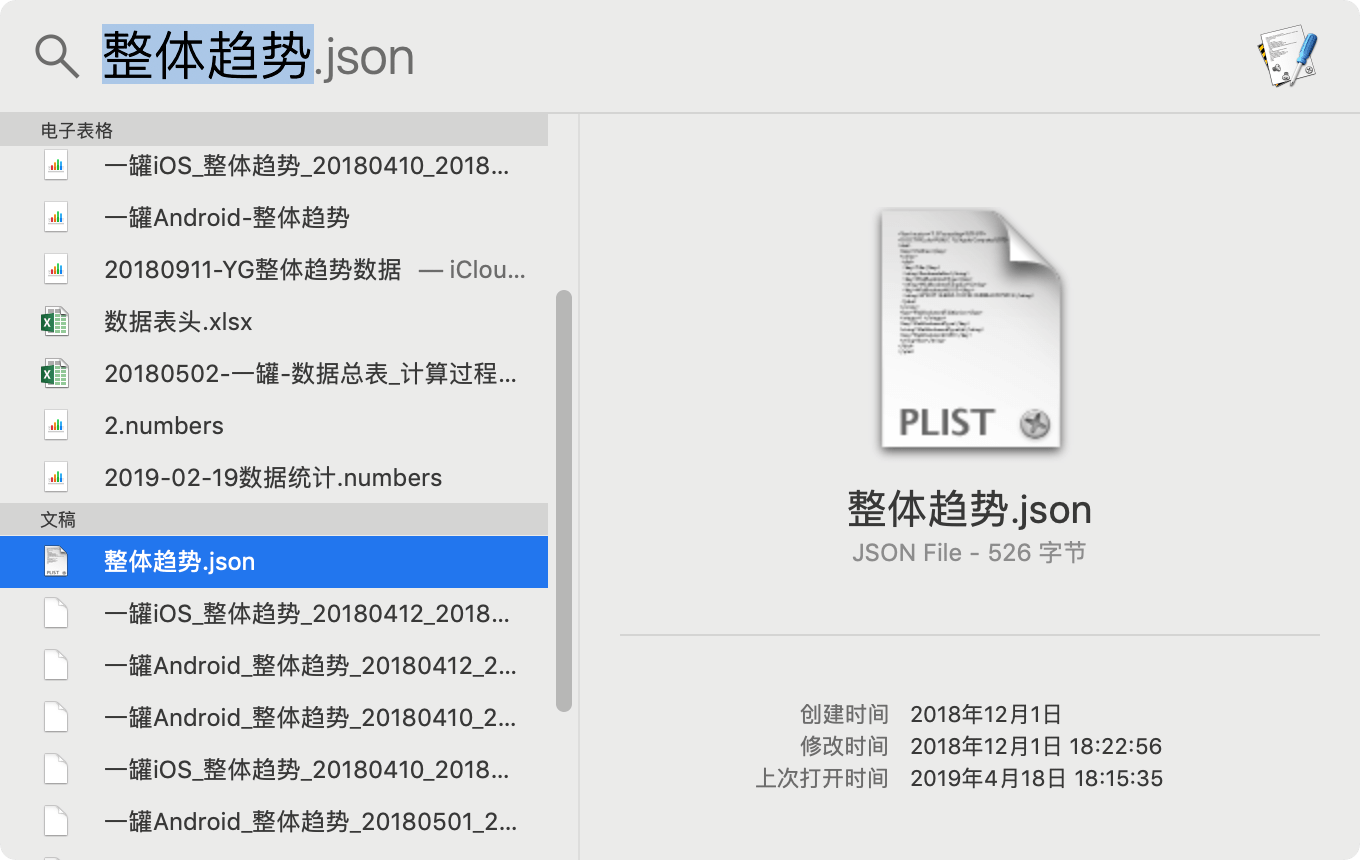 整体趋势.json
电子表格
一罐iOS_整体趋势_20180410_2018...
一罐Android-整体趋势
20180911-YG整体趋势数据 — iClou...
数据表头.xlsx
20180502-一罐-数据总表_计算过程...
2.numbers
2019-02-19数据统计.numbers
文稿
整体趋势.json
一罐iOS_整体趋势_20180412_2018...
一罐Android_整体趋势_20180412_2...
一罐Android_整体趋势_20180410_2...
一罐iOS_整体趋势_20180410_2018...
一罐Android_整体趋势_20180501_2...
PLIST
整体趋势.json
JSON File - 526 字节
创建时间 2018年12月1日
修改时间 2018年12月1日 18:22:56
上次打开时间 2019年4月18日 18:15:35